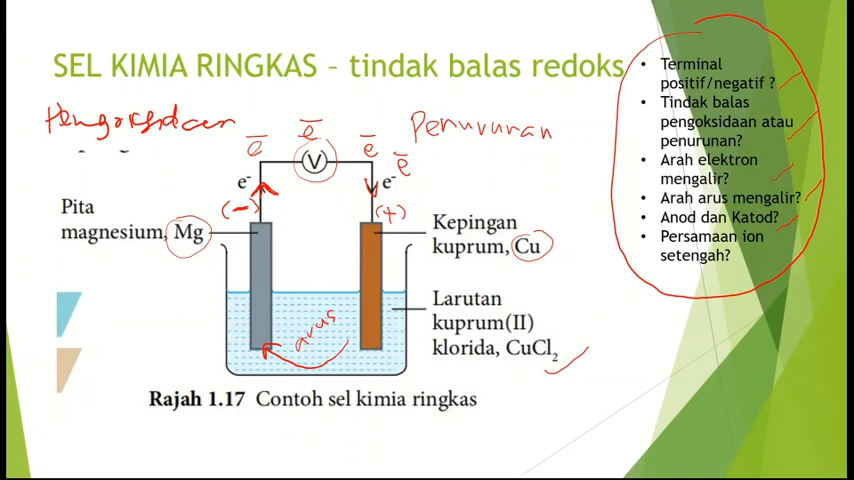 SEL KIMIA RINGKAS – tindak balas redoks
Pengoksidaan
Penurunan
e̅
e̅
e̅
e̅
V
e-
e-
(-)
(+)
Pita
magnesium, Mg
Kepingan
kuprum, Cu
Larutan
kuprum(II)
klorida, CuCl2
arus
Rajah 1.17 Contoh sel kimia ringkas
• Terminal
positif/negatif ?
• Tindak balas
pengoksidaan atau
penurunan?
• Arah elektron
mengalir?
• Arah arus mengalir?
• Anod dan Katod?
• Persamaan ion
setengah?